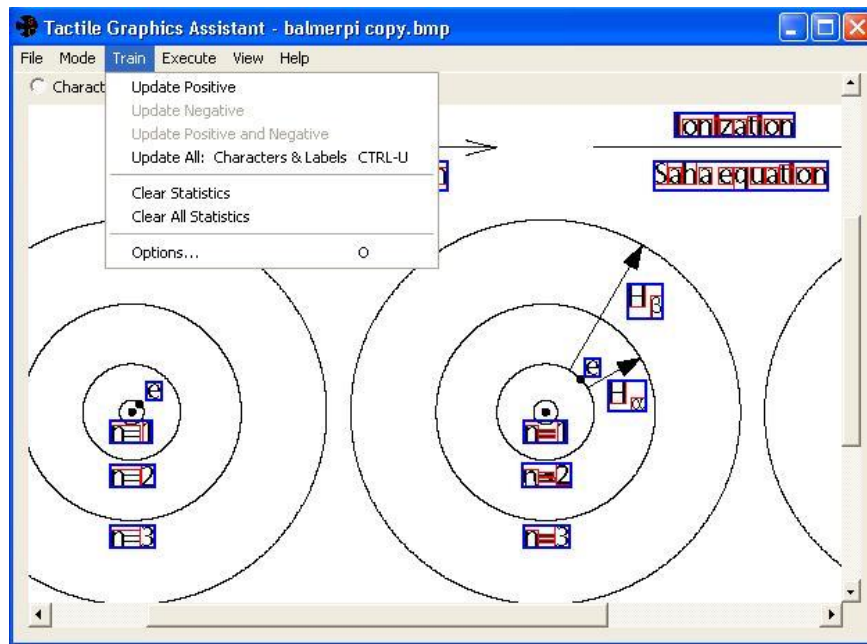 Tactile Graphics Assistant - balmerpi copy.bmp
File Mode Train Execute View Help
Update Positive
Update Negative
Update Positive and Negative
Update All: Characters & Labels CTRL-U
Clear Statistics
Clear All Statistics
Options... O
Charact
Ionization
Saha equation
n
Hβ
e
Hα
e
n=1
n=2
n=3
n=1
n=2
n=3